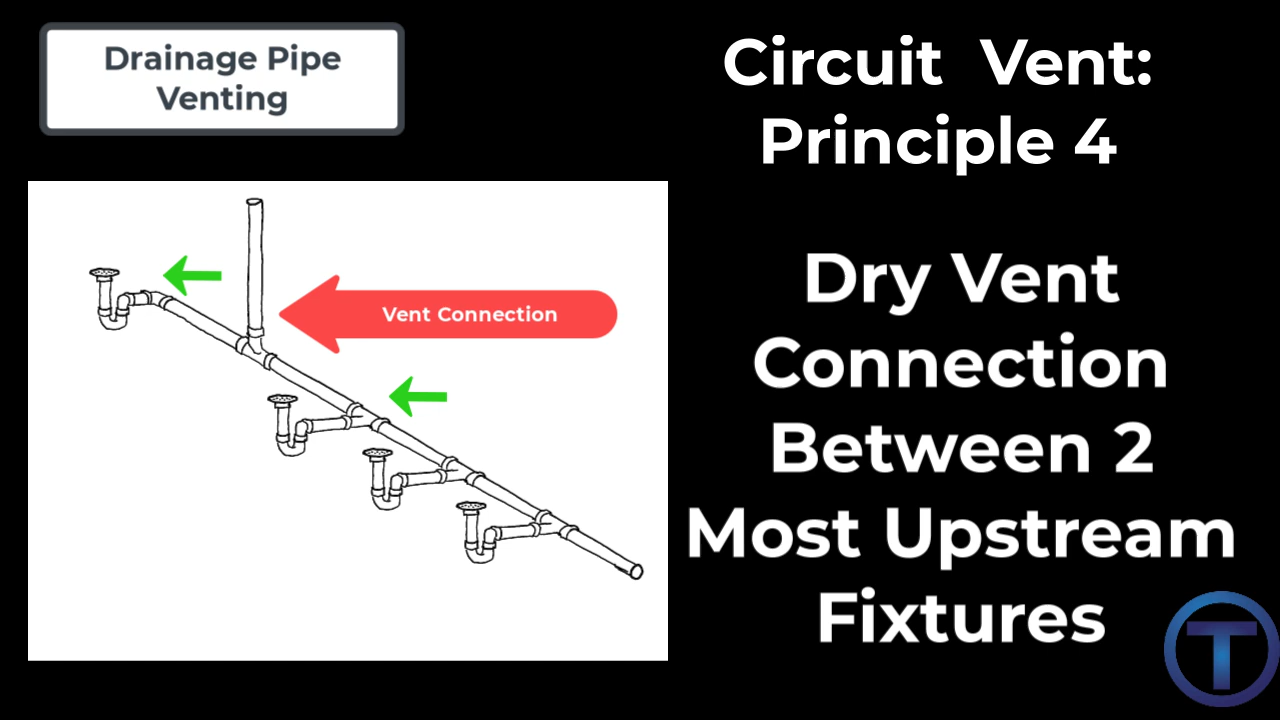 Drainage Pipe
Venting
Circuit Vent:
Principle 4
Vent Connection
Dry Vent
Connection
Between 2
Most Upstream
Fixtures
T